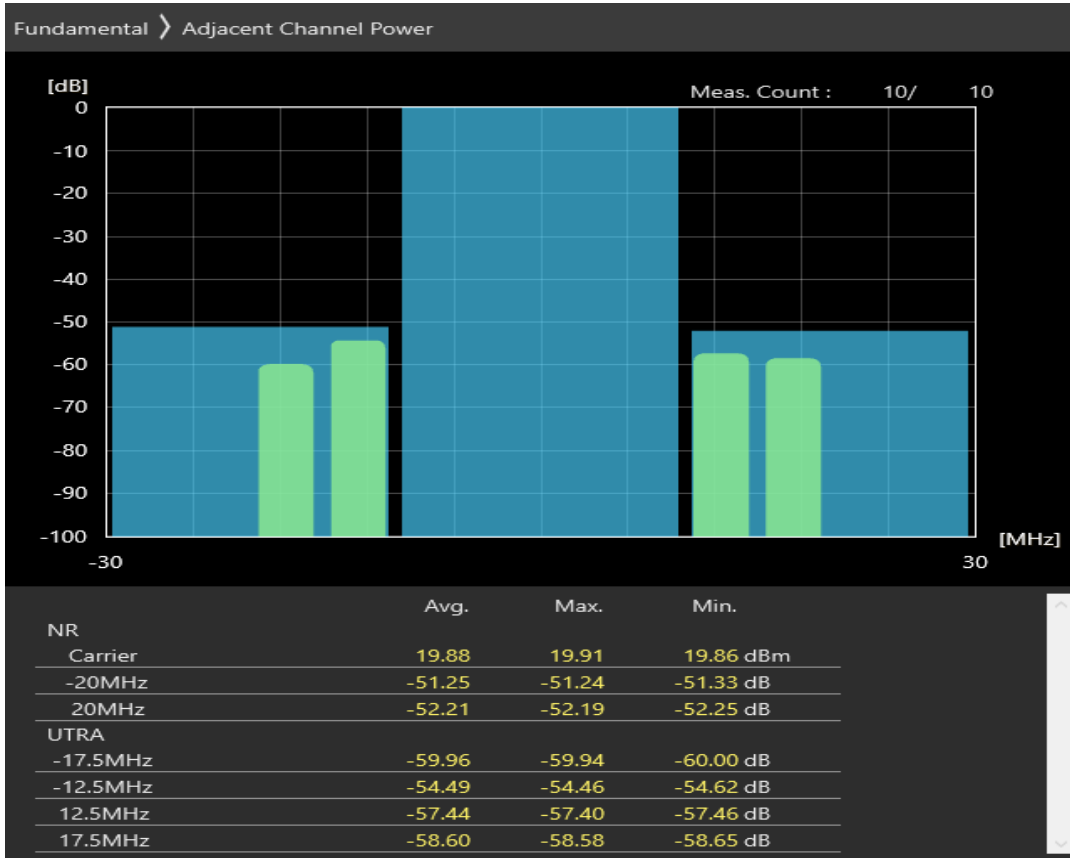 Fundamental 》 Adjacent Channel Power
[dB]
Meas. Count : 10/ 10
0
-10
-20
-30
-40
-50
-60
-70
-80
-90
-100
[MHz]
-30 30
Avg. Max. Min.
NR
Carrier 19.88 19.91 19.86 dBm
-20MHz -51.25 -51.24 -51.33 dB
20MHz -52.21 -52.19 -52.25 dB
UTRA
-17.5MHz -59.96 -59.94 -60.00 dB
-12.5MHz -54.49 -54.46 -54.62 dB
12.5MHz -57.44 -57.40 -57.46 dB
17.5MHz -58.60 -58.58 -58.65 dB